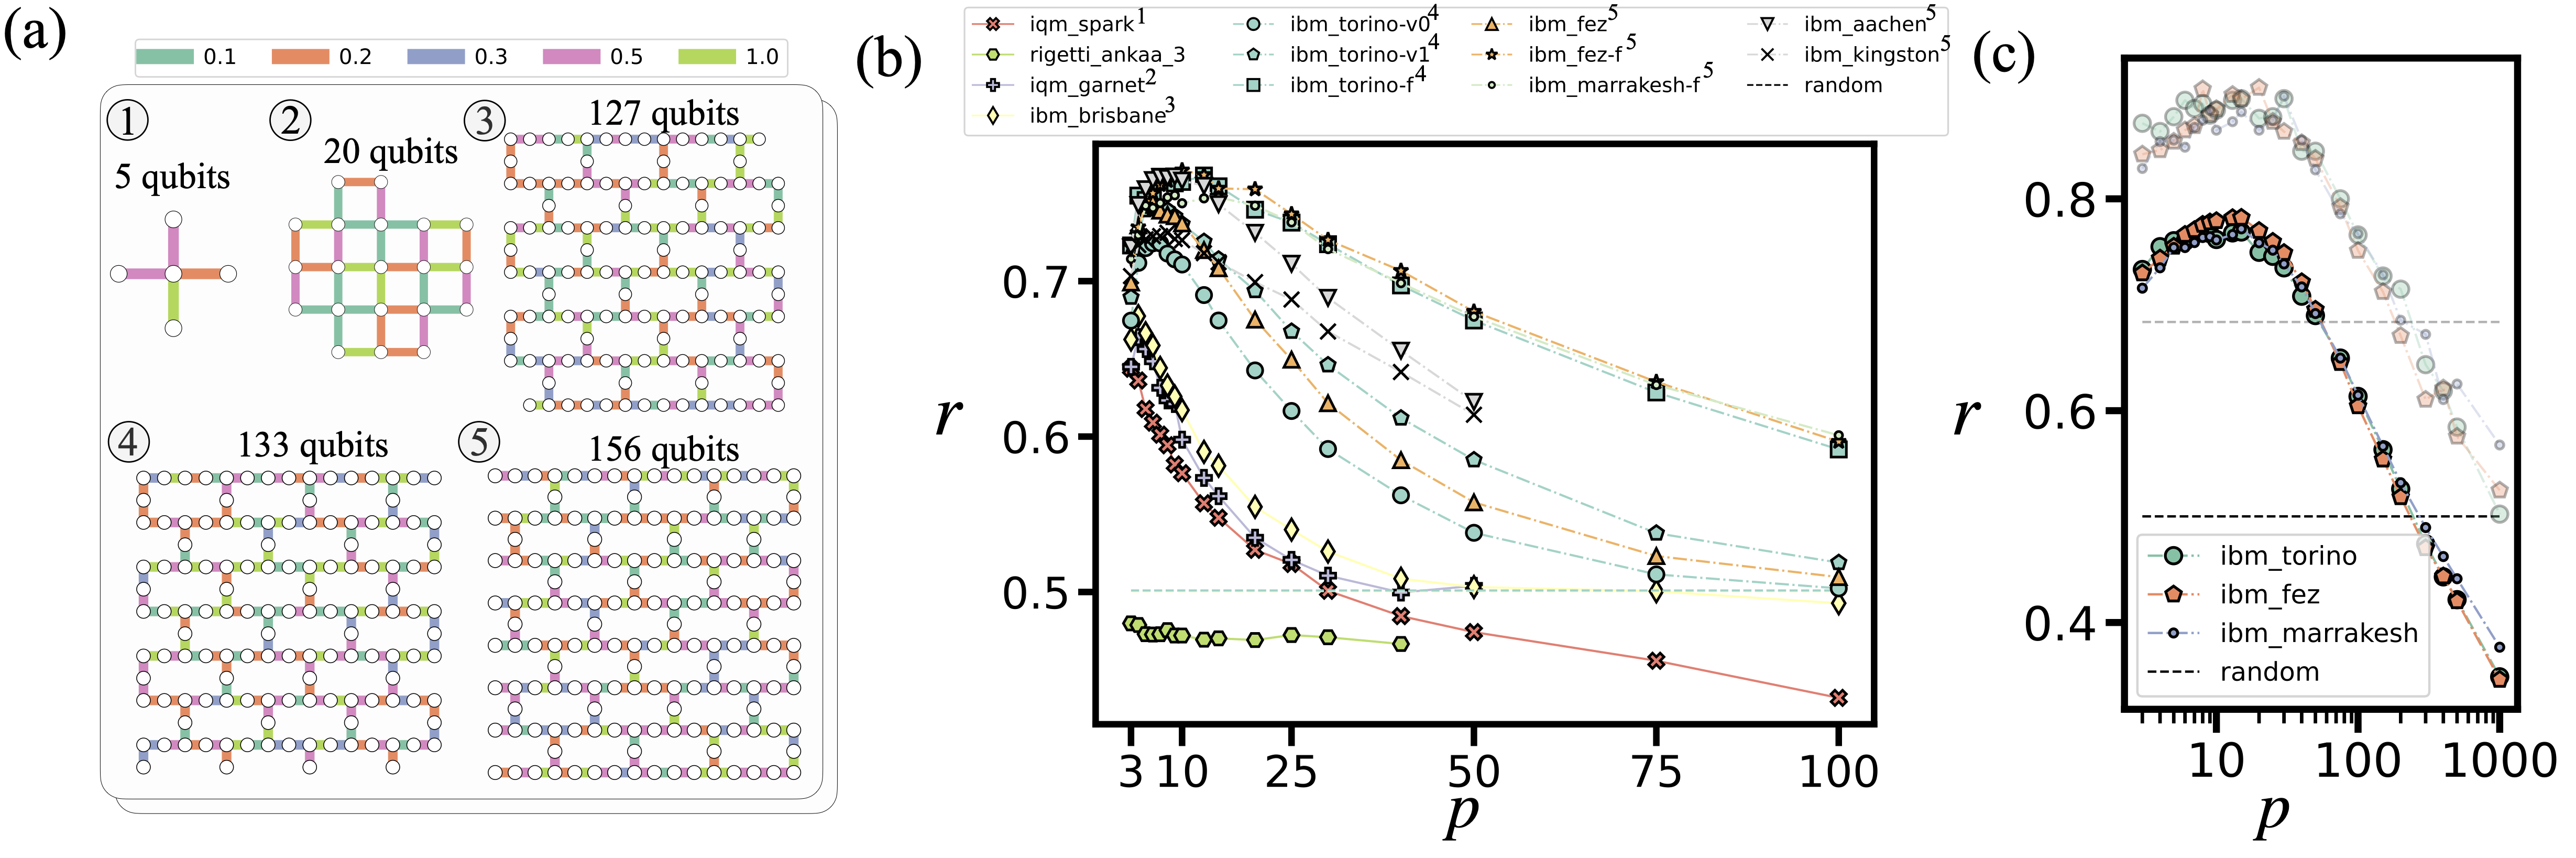 (a)
0.1 0.2 0.3 0.5 1.0
1 2 3 127 qubits
5 qubits 20 qubits
4 133 qubits 5 156 qubits
(b)
iqm_spark1 ibm_torino-v04 ibm_fez5 ibm_aachen5
rigetti_ankaa_3 ibm_torino-v14 ibm_fez-f5 ibm_kingston5
iqm_garnet2 ibm_torino-f4 ibm_marrakesh-f5 random
ibm_brisbane3
0.7
0.6
0.5
r
3 10 25 50 75 100
p
(c)
0.8
0.6
0.4
r
ibm_torino
ibm_fez
ibm_marrakesh
random
10 100 1000
p